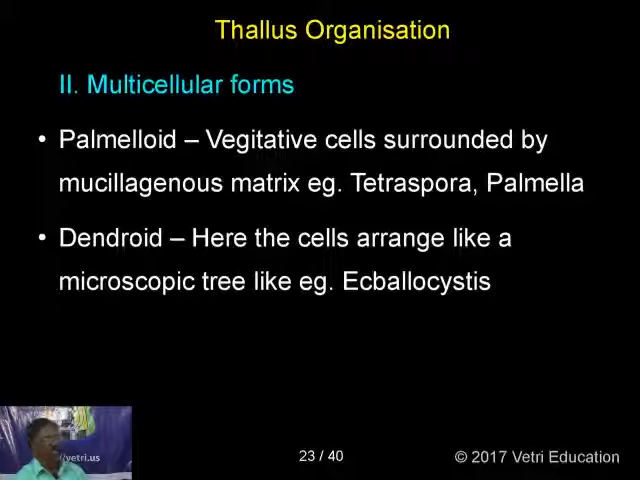 Thallus Organisation
II. Multicellular forms
• Palmelloid – Vegitative cells surrounded by
mucillagenous matrix eg. Tetraspora, Palmella
• Dendroid – Here the cells arrange like a
microscopic tree like eg. Ecballocystis
/vetri.us
23 / 40
© 2017 Vetri Education